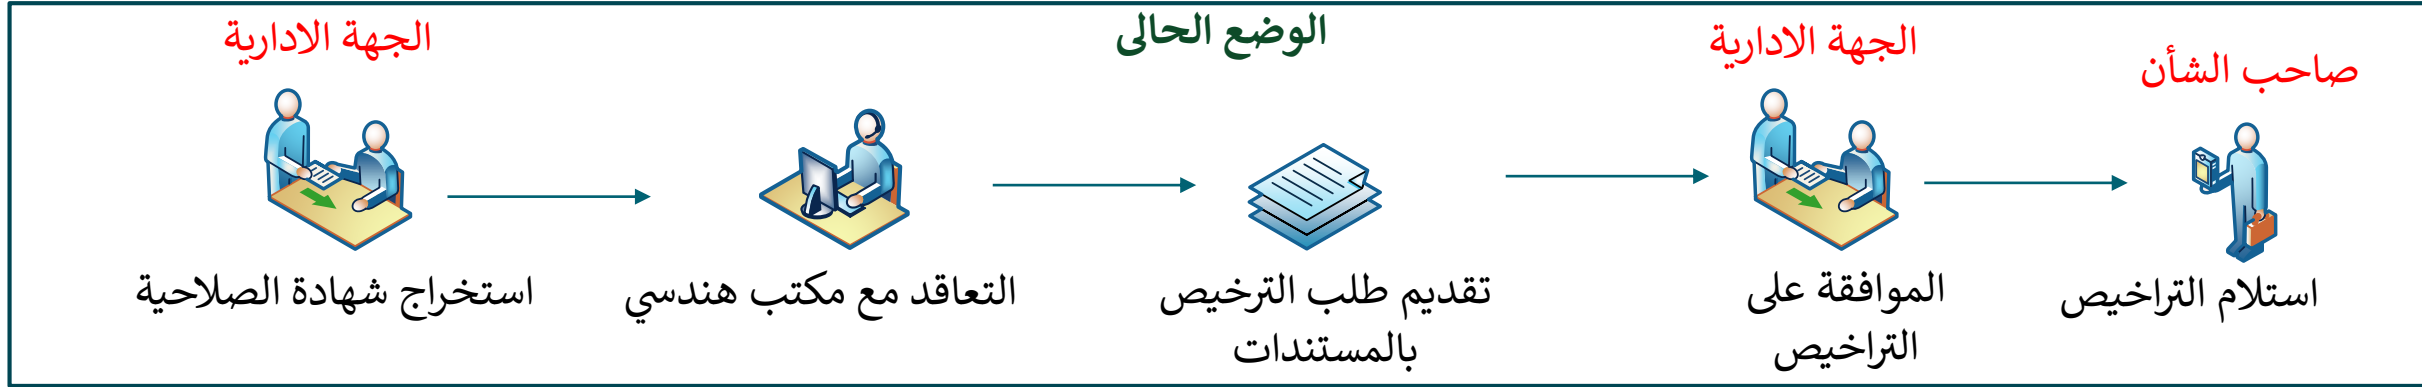 الوضع الحالى
الجهة الادارية
استخراج شهادة الصلاحية
التعاقد مع مكتب هندسي
تقديم طلب الترخيص
بالمستندات
الجهة الادارية
الموافقة على
التراخيص
صاحب الشأن
استلام التراخيص